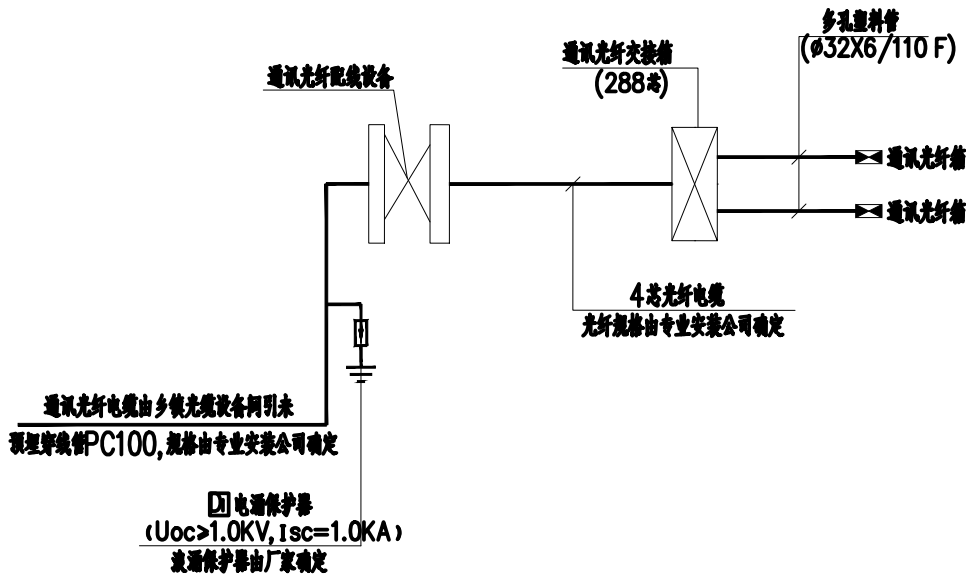 多孔塑料管
(φ32X6/110 F)
通讯光纤交接箱
(288芯)
通讯光纤配线设备
通讯光纤箱
通讯光纤箱
4芯光纤电缆
光纤规格由专业安装公司确定
通讯光纤电缆由乡镇光缆设备间引来
预埋穿线管PC100,规格由专业安装公司确定
D1电涌保护器
(Uoc>1.0KV,Isc=1.0KA)
浪涌保护器由厂家确定